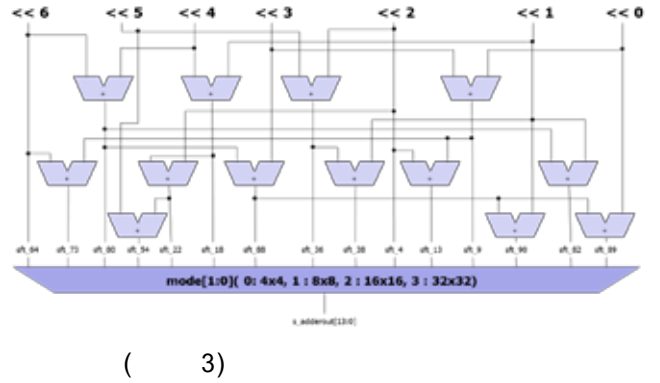 << 6 << 5 << 4 << 3 << 2 << 1 << 0
sft_64 sft_73 sft_80 sft_94 sft_22 sft_18 sft_88 sft_36 sft_38 sft_4 sft_13 sft_9 sft_90 sft_82 sft_89
mode[1:0]( 0: 4x4, 1 : 8x8, 2 : 16x16, 3 : 32x32)
s_adderout[13:0]
( 3)